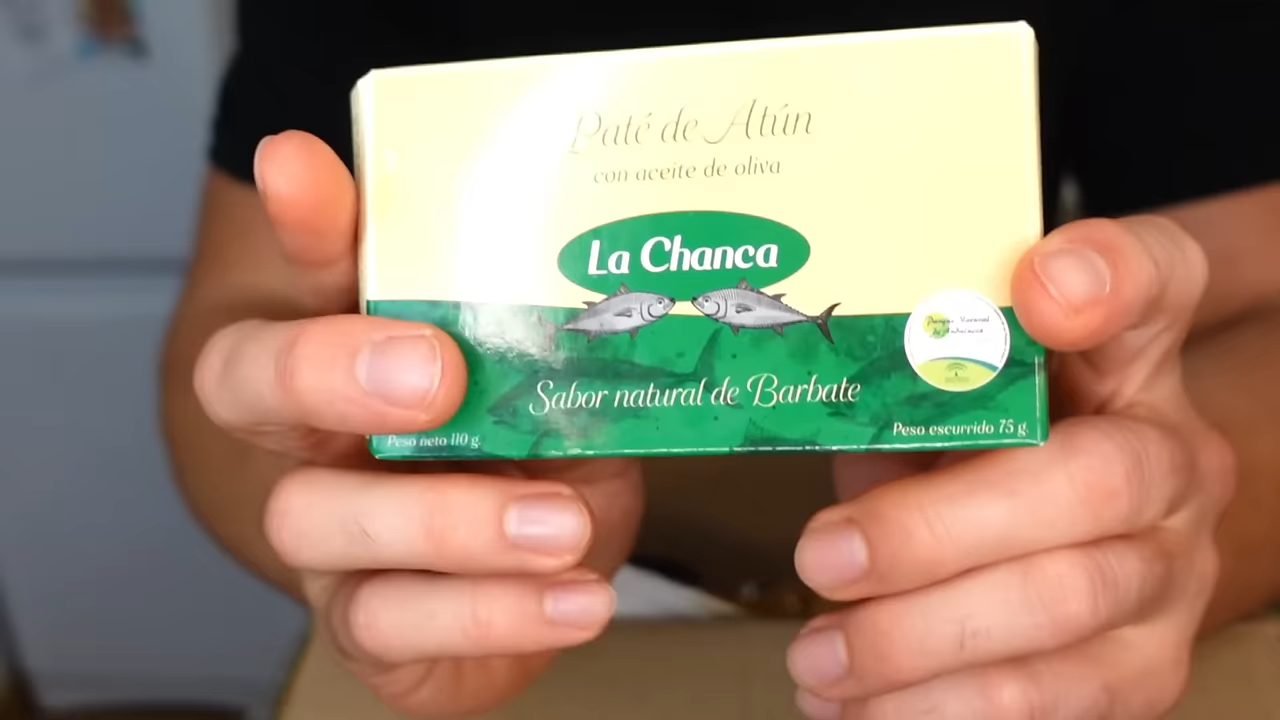 Paté de Atún
con aceite de oliva
La Chanca
Sabor natural de Barbate
Peso neto 110 g.
Peso escurrido 75 g.